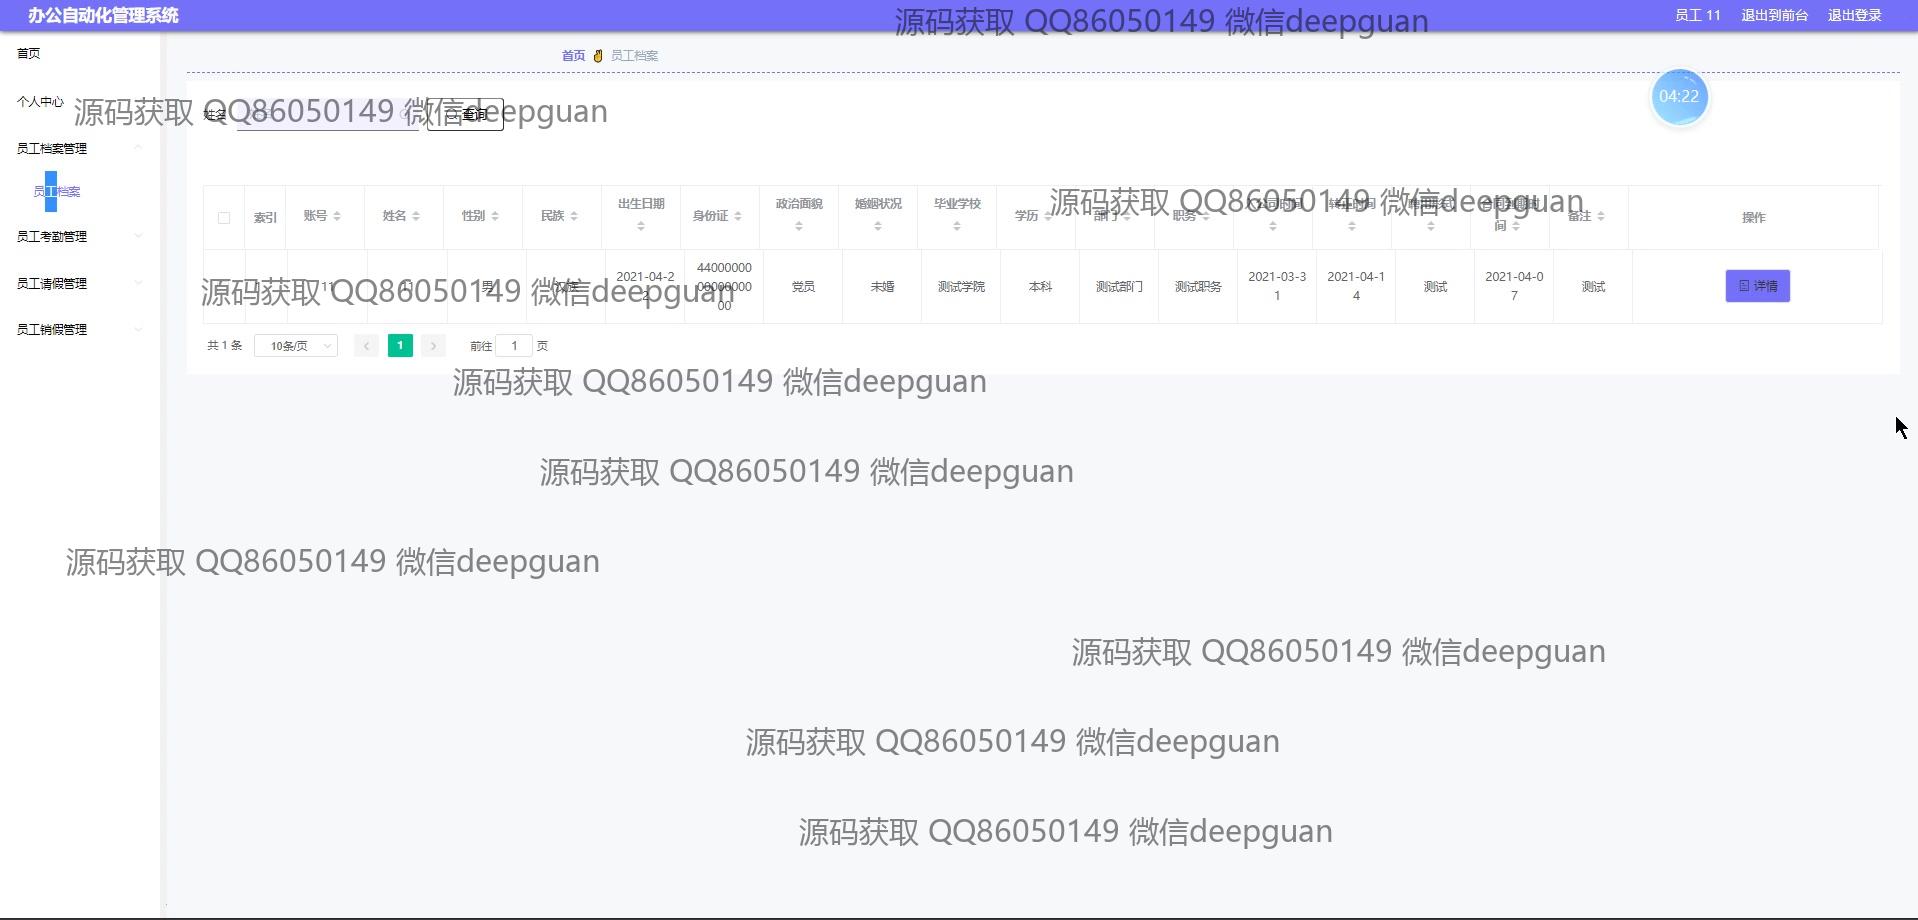 办公自动化管理系统
员工 11 退出到前台 退出登录
源码获取 QQ86050149 微信deepguan
首页
个人中心
员工档案管理
员工档案
员工考勤管理
员工请假管理
员工销假管理
首页 员工档案
04:22
姓名 查询
源码获取 QQ86050149 微信deepguan
索引 账号 姓名 性别 民族 出生日期 身份证 政治面貌 婚姻状况 毕业学校 学历 部门 职务 备注 操作
源码获取 QQ86050149 微信deepguan
11 11 男 汉族 2021-04-2 44000000 00000000 00 党员 未婚 测试学院 本科 测试部门 测试职务 2021-03-3 1 2021-04-1 4 测试 2021-04-0 7 测试 详情
源码获取 QQ86050149 微信deepguan
共 1 条 10条/页 1 前往 1 页
源码获取 QQ86050149 微信deepguan
源码获取 QQ86050149 微信deepguan
源码获取 QQ86050149 微信deepguan
源码获取 QQ86050149 微信deepguan
源码获取 QQ86050149 微信deepguan
源码获取 QQ86050149 微信deepguan